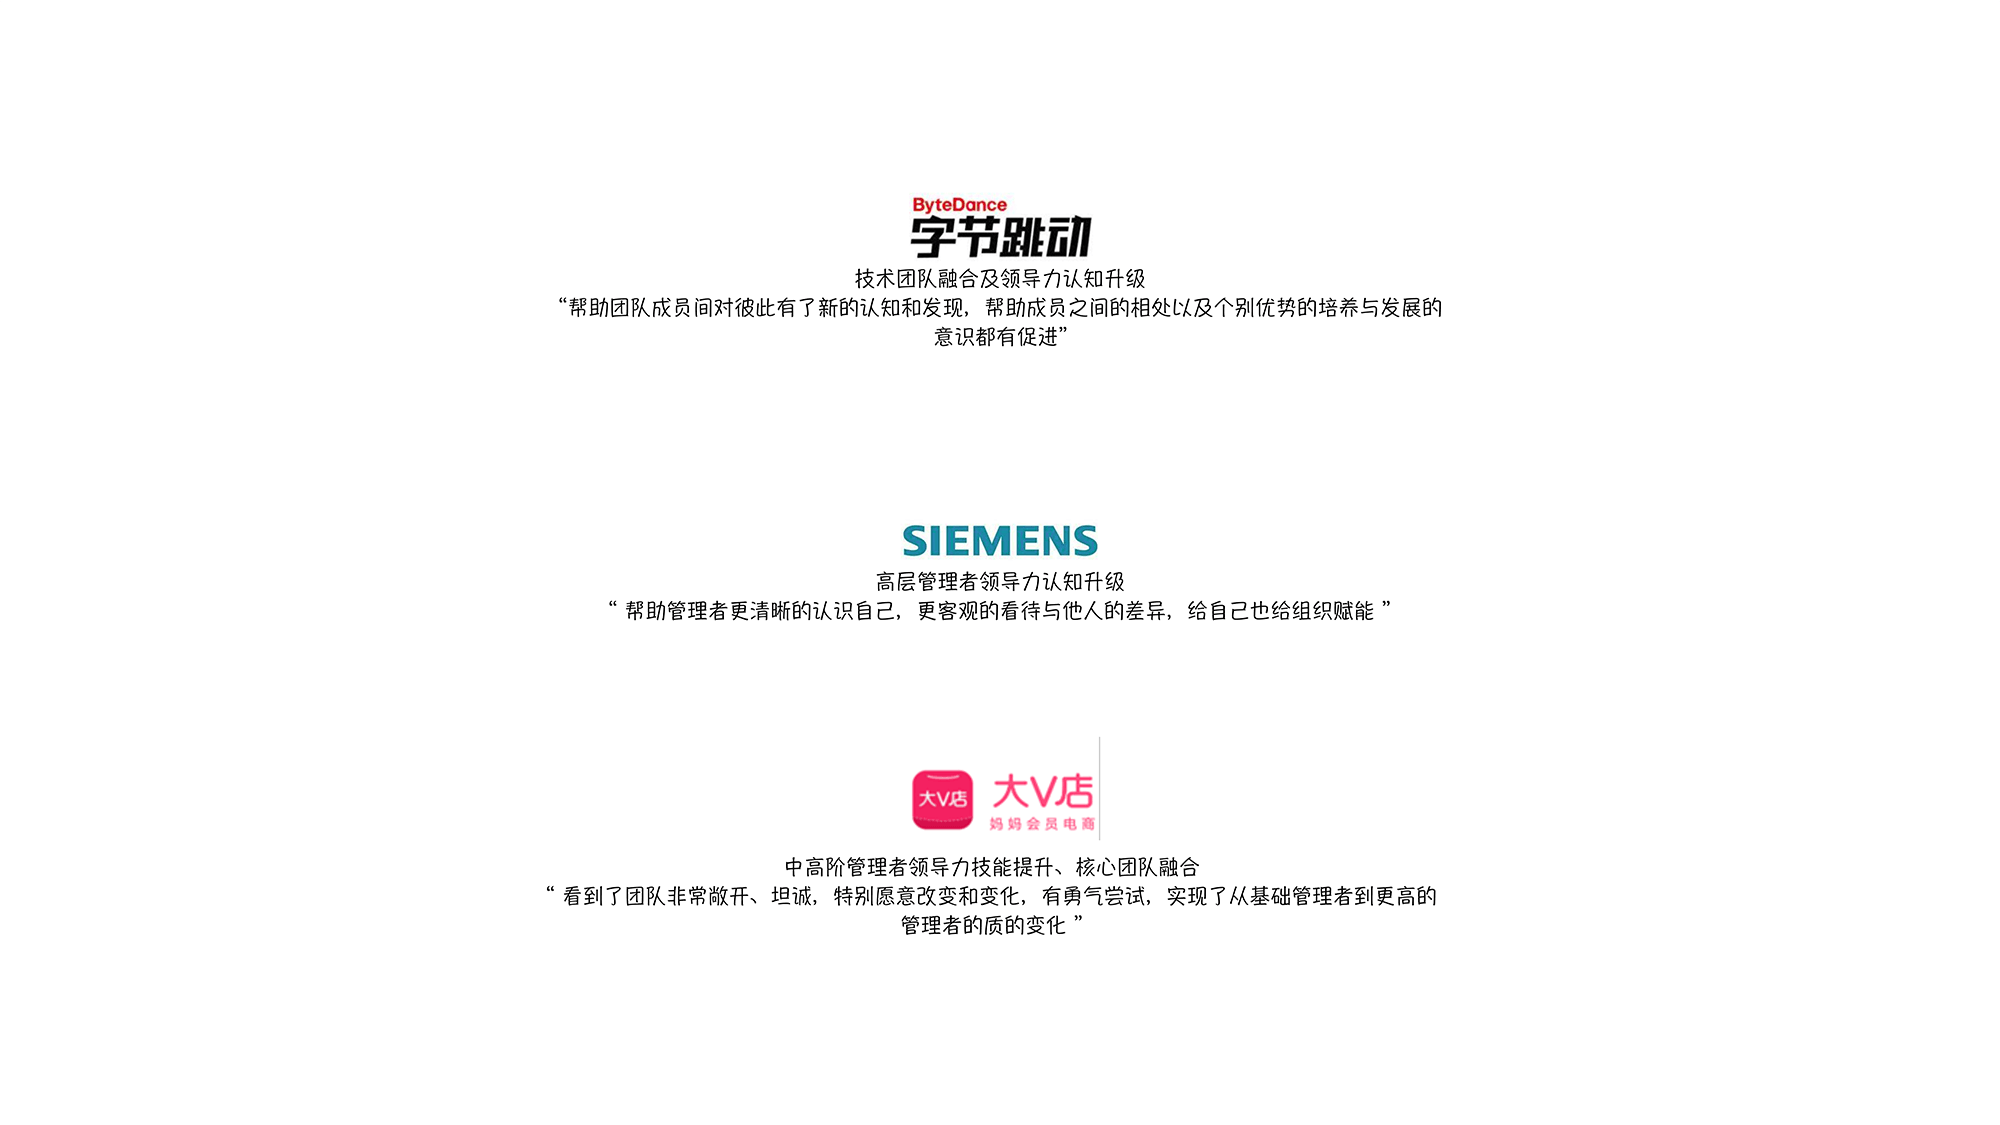 ByteDance
字节跳动
技术团队融合及领导力认知升级
“帮助团队成员间对彼此有了新的认知和发现，帮助成员之间的相处以及个别优势的培养与发展的
意识都有促进”
SIEMENS
高层管理者领导力认知升级
“ 帮助管理者更清晰的认识自己，更客观的看待与他人的差异，给自己也给组织赋能 ”
大V店 大V店
妈妈会员电商
中高阶管理者领导力技能提升、核心团队融合
“ 看到了团队非常敞开、坦诚，特别愿意改变和变化，有勇气尝试，实现了从基础管理者到更高的
管理者的质的变化 ”